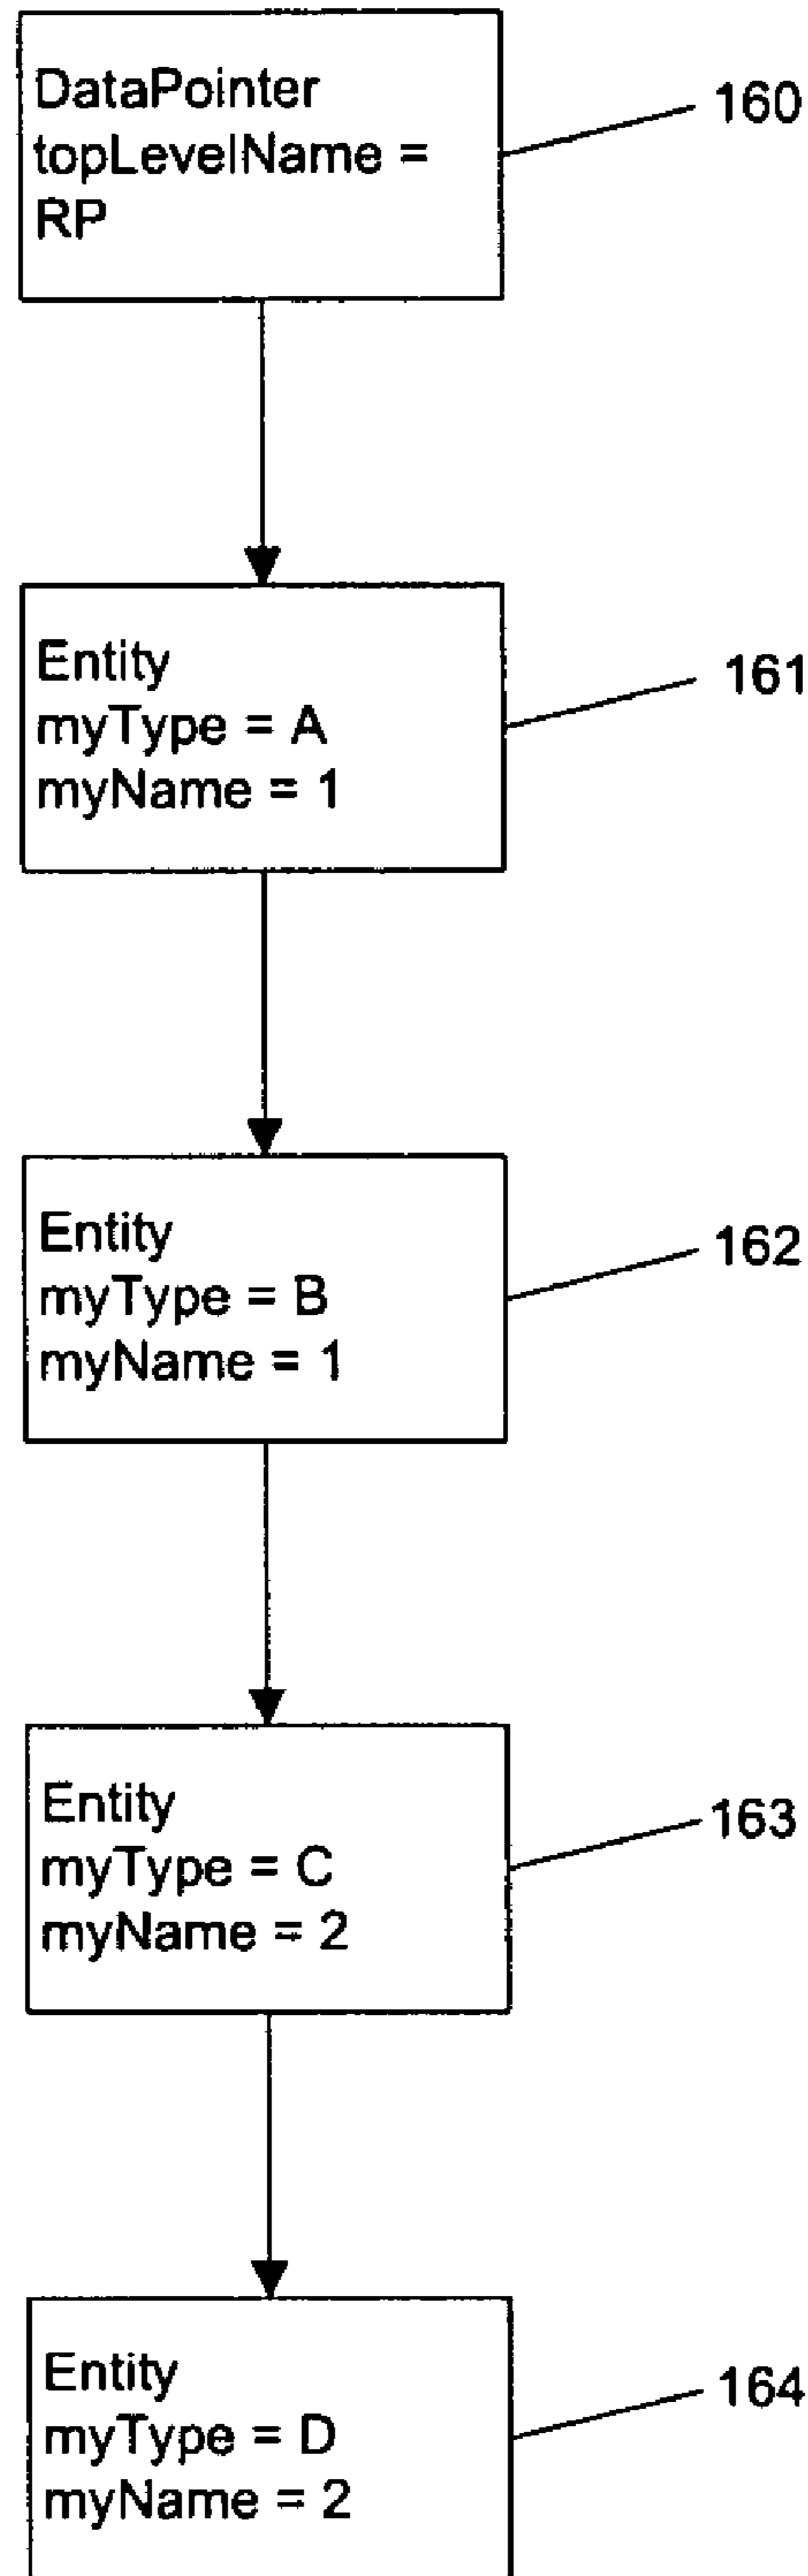 DataPointer
topLevelName =
RP
160
Entity
myType = A
myName = 1
161
Entity
myType = B
myName = 1
162
Entity
myType = C
myName = 2
163
Entity
myType = D
myName = 2
164